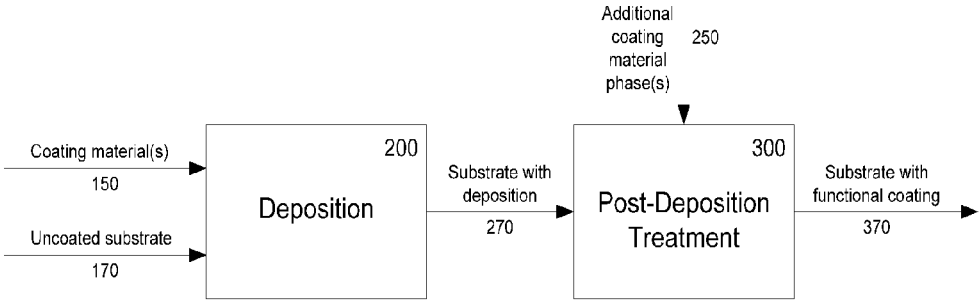 Additional
coating
material
phase(s)
250
Coating material(s)
150
Uncoated substrate
170
200
Deposition
Substrate with
deposition
270
300
Post-Deposition
Treatment
Substrate with
functional coating
370